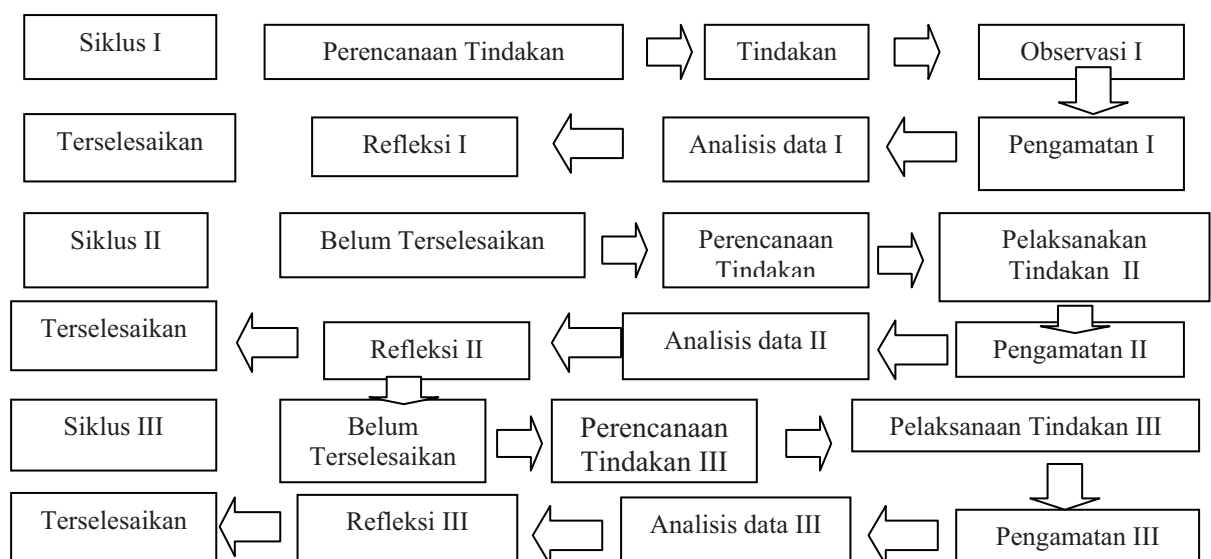 Siklus I
Perencanaan Tindakan
Tindakan
Observasi I
Terselesaikan
Refleksi I
Analisis data I
Pengamatan I
Siklus II
Belum Terselesaikan
Perencanaan
Tindakan
Pelaksanakan
Tindakan II
Terselesaikan
Refleksi II
Analisis data II
Pengamatan II
Siklus III
Belum
Terselesaikan
Perencanaan
Tindakan III
Pelaksanaan Tindakan III
Terselesaikan
Refleksi III
Analisis data III
Pengamatan III